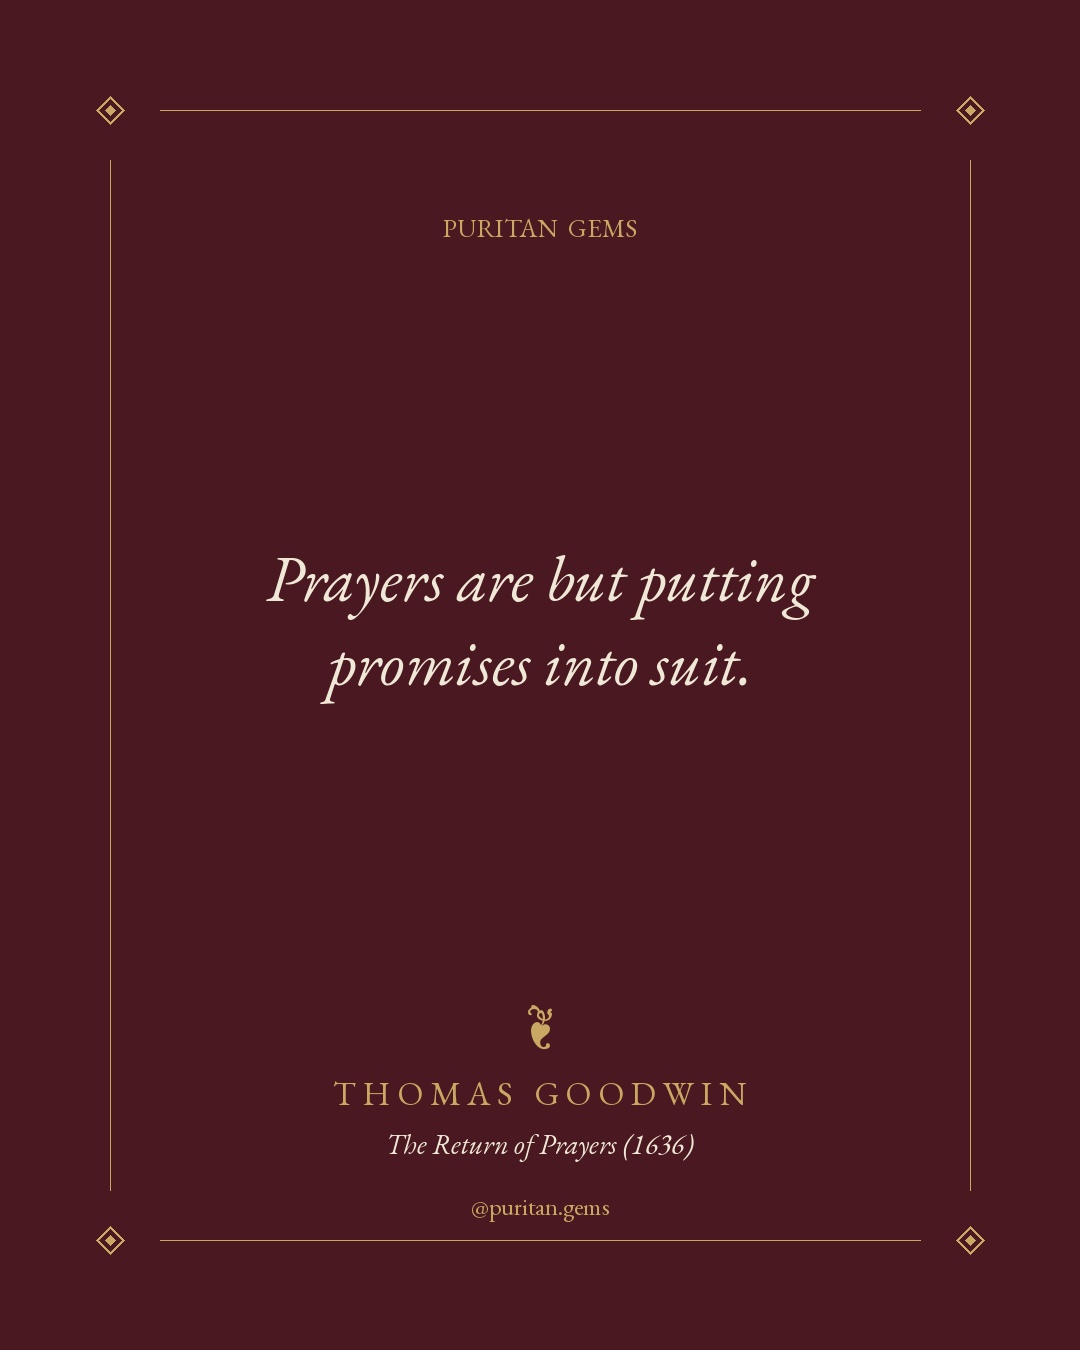 PURITAN GEMS
Prayers are but putting
promises into suit.
THOMAS GOODWIN
The Return of Prayers (1636)
@puritan.gems